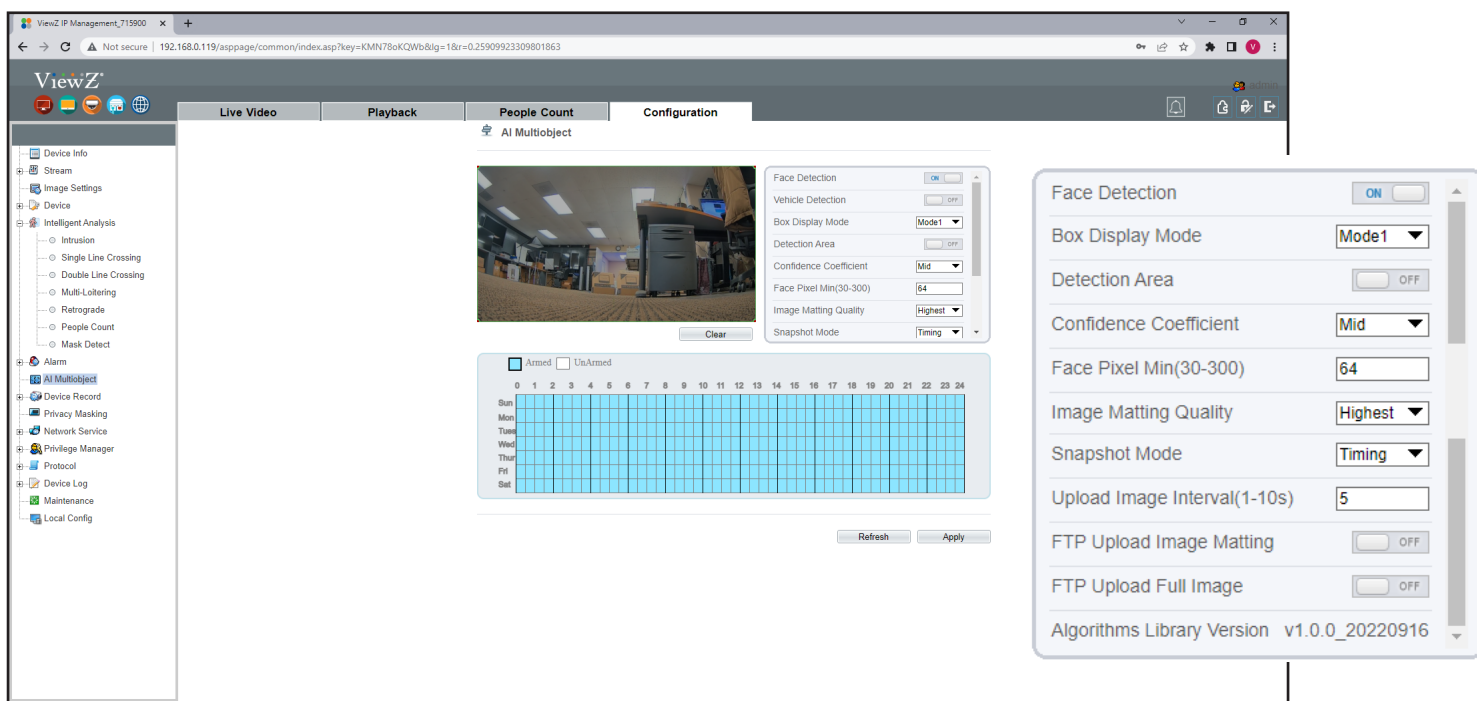 ViewZ IP Management_715900
Not secure | 192.168.0.119/asppage/common/index.asp?key=KMN78oKQWb&lg=1&r=0.25909923309801863
V
ViewZ
admin
Live Video Playback People Count Configuration
Device Info
Stream
Image Settings
Device
Intelligent Analysis
Intrusion
Single Line Crossing
Double Line Crossing
Multi-Loitering
Retrograde
People Count
Mask Detect
Alarm
AI Multiobject
Device Record
Privacy Masking
Network Service
Privilege Manager
Protocol
Device Log
Maintenance
Local Config
AI Multiobject
Face Detection ON
Vehicle Detection OFF
Box Display Mode Mode1
Detection Area OFF
Confidence Coefficient Mid
Face Pixel Min(30-300) 64
Image Matting Quality Highest
Snapshot Mode Timing
Clear
Armed UnArmed
0 1 2 3 4 5 6 7 8 9 10 11 12 13 14 15 16 17 18 19 20 21 22 23 24
Sun
Mon
Tues
Wed
Thur
Fri
Sat
Refresh Apply
Face Detection ON
Box Display Mode Mode1
Detection Area OFF
Confidence Coefficient Mid
Face Pixel Min(30-300) 64
Image Matting Quality Highest
Snapshot Mode Timing
Upload Image Interval(1-10s) 5
FTP Upload Image Matting OFF
FTP Upload Full Image OFF
Algorithms Library Version v1.0.0_20220916